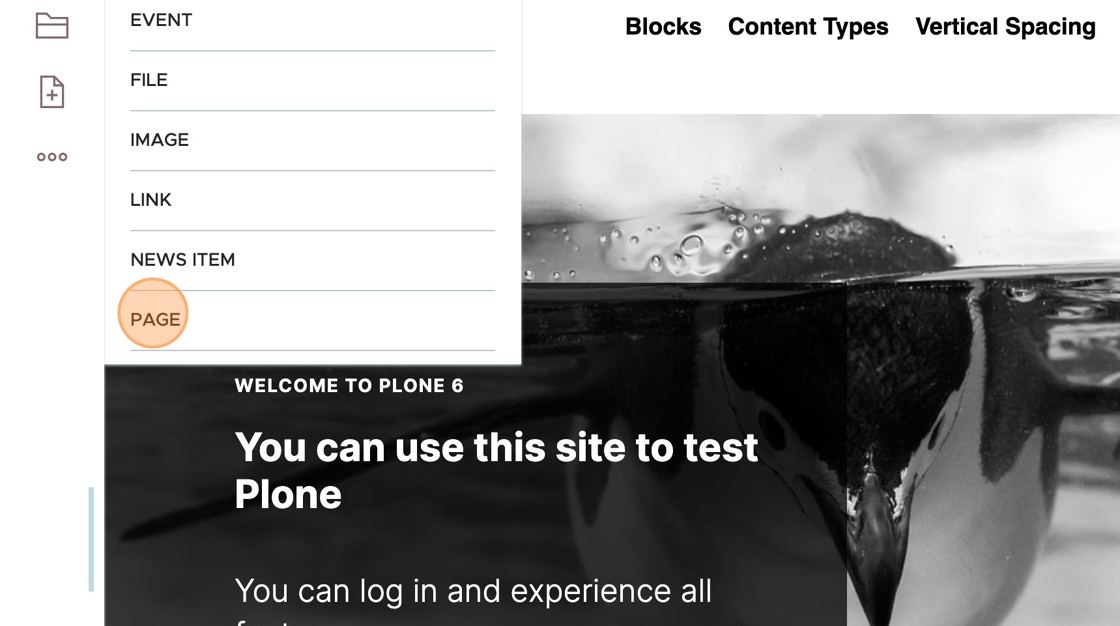 EVENT
Blocks Content Types Vertical Spacing
FILE
IMAGE
LINK
NEWS ITEM
PAGE
WELCOME TO PLONE 6
You can use this site to test
Plone
You can log in and experience all